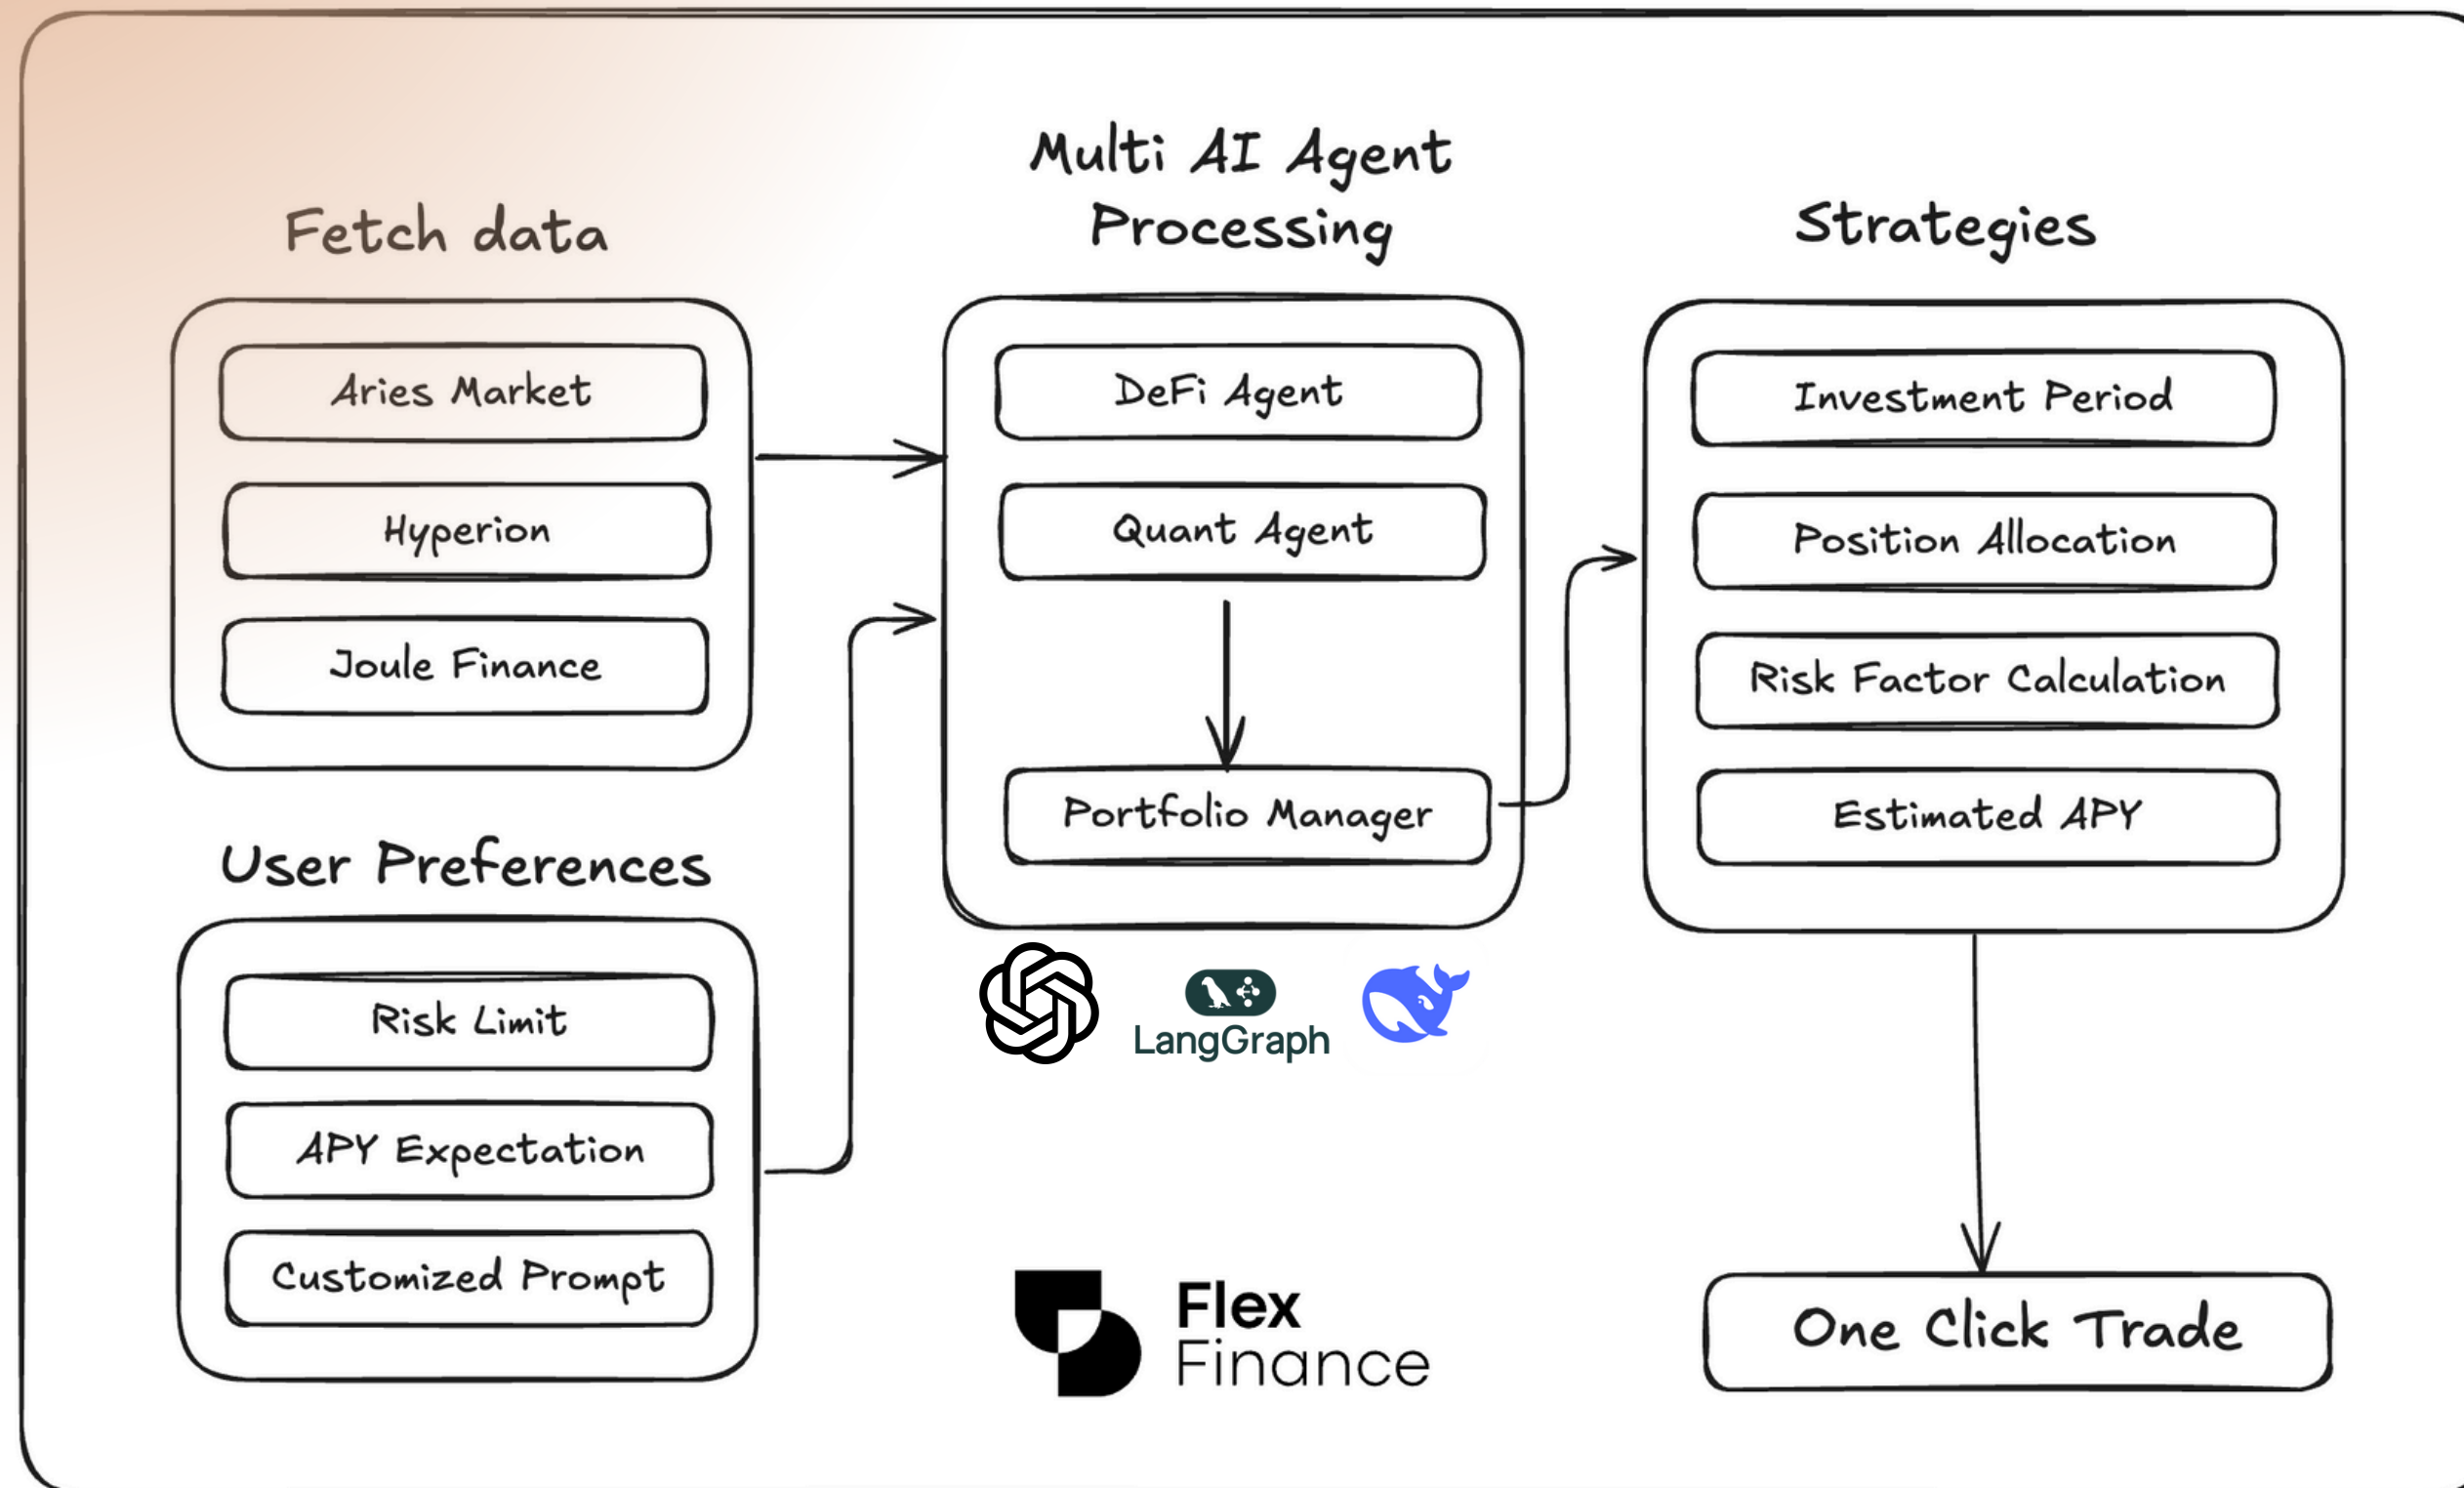 Fetch data
Aries Market
Hyperion
Joule Finance
User Preferences
Risk Limit
APY Expectation
Customized Prompt
Multi AI Agent
Processing
DeFi Agent
Quant Agent
Portfolio Manager
LangGraph
Flex
Finance
Strategies
Investment Period
Position Allocation
Risk Factor Calculation
Estimated APY
One Click Trade